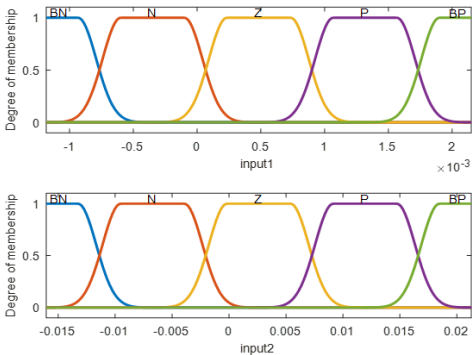 BN N Z P BP
1
0.5
0
Degree of membership
-1 -0.5 0 0.5 1 1.5 2
input1
×10⁻³
BN N Z P BP
1
0.5
0
Degree of membership
-0.015 -0.01 -0.005 0 0.005 0.01 0.015 0.02
input2